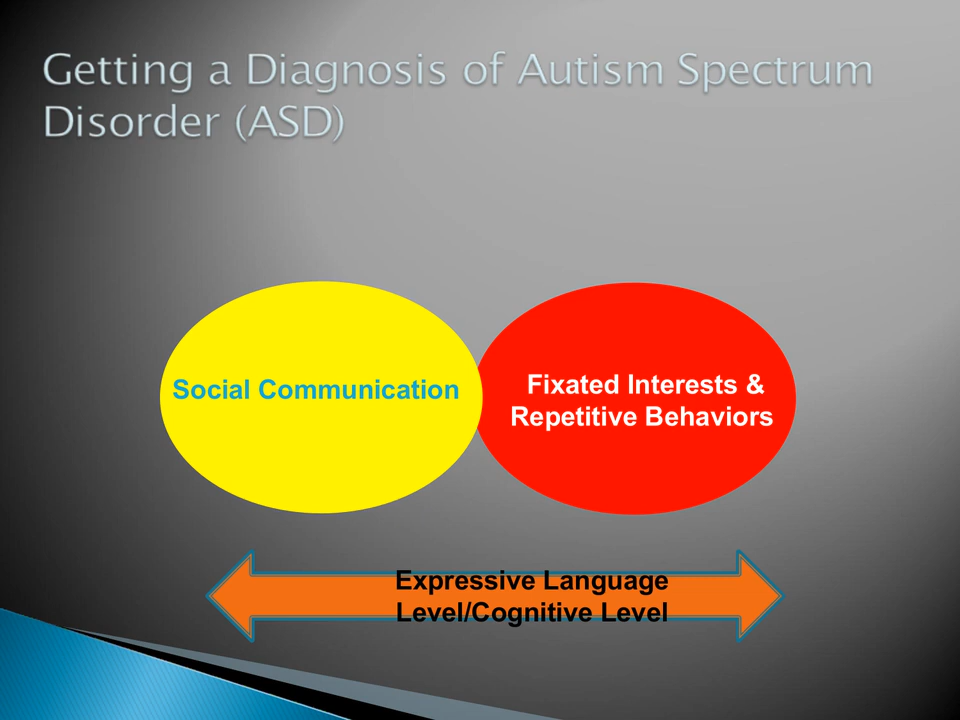 Getting a Diagnosis of Autism Spectrum
Disorder (ASD)
Social Communication
Fixated Interests &
Repetitive Behaviors
Expressive Language
Level/Cognitive Level